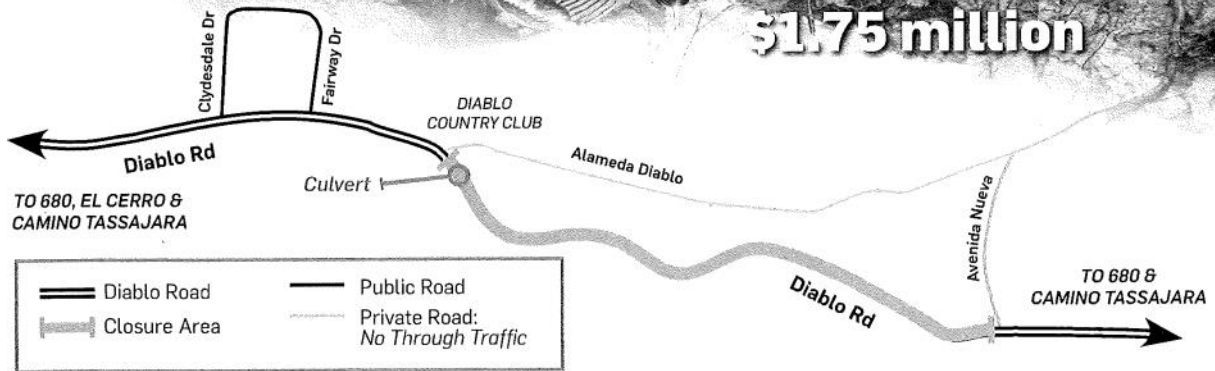 $1.75 million
Clydesdale Dr
Fairway Dr
DIABLO
COUNTRY CLUB
Diablo Rd
Alameda Diablo
Culvert
TO 680, EL CERRO &
CAMINO TASSAJARA
Avenida Nueva
TO 680 &
CAMINO TASSAJARA
Diablo Rd
Diablo Road
Public Road
Closure Area
Private Road:
No Through Traffic